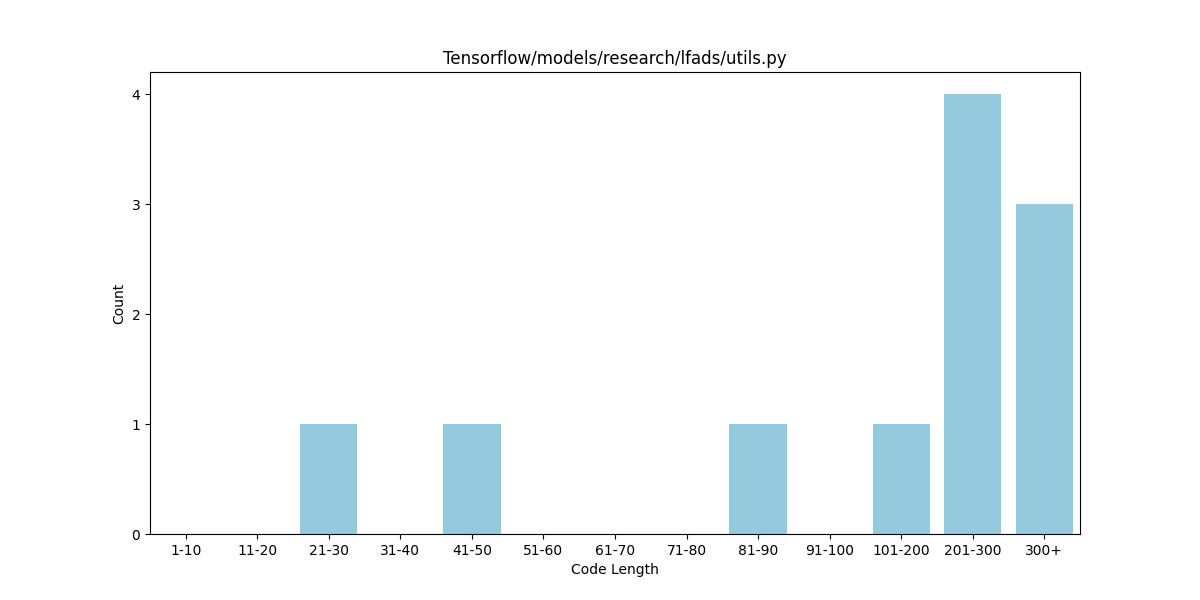 Tensorflow/models/research/lfads/utils.py
4
3
2
1
0
Count
1-10 11-20 21-30 31-40 41-50 51-60 61-70 71-80 81-90 91-100 101-200 201-300 300+
Code Length